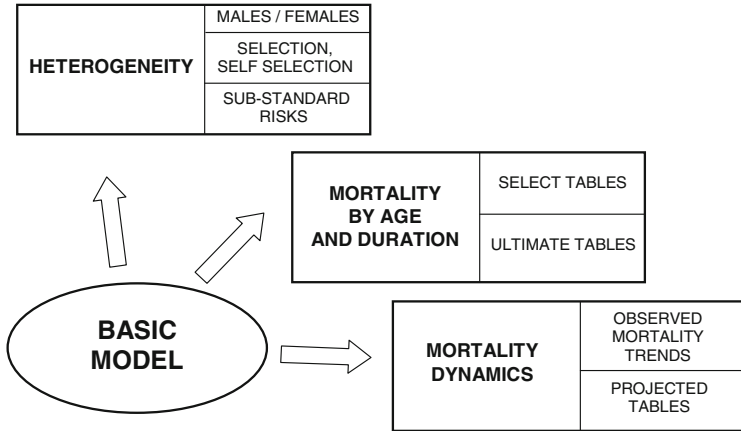 MALES / FEMALES
HETEROGENEITY
SELECTION,
SELF SELECTION
SUB-STANDARD
RISKS
MORTALITY
BY AGE
AND DURATION
SELECT TABLES
ULTIMATE TABLES
BASIC
MODEL
MORTALITY
DYNAMICS
OBSERVED
MORTALITY
TRENDS
PROJECTED
TABLES